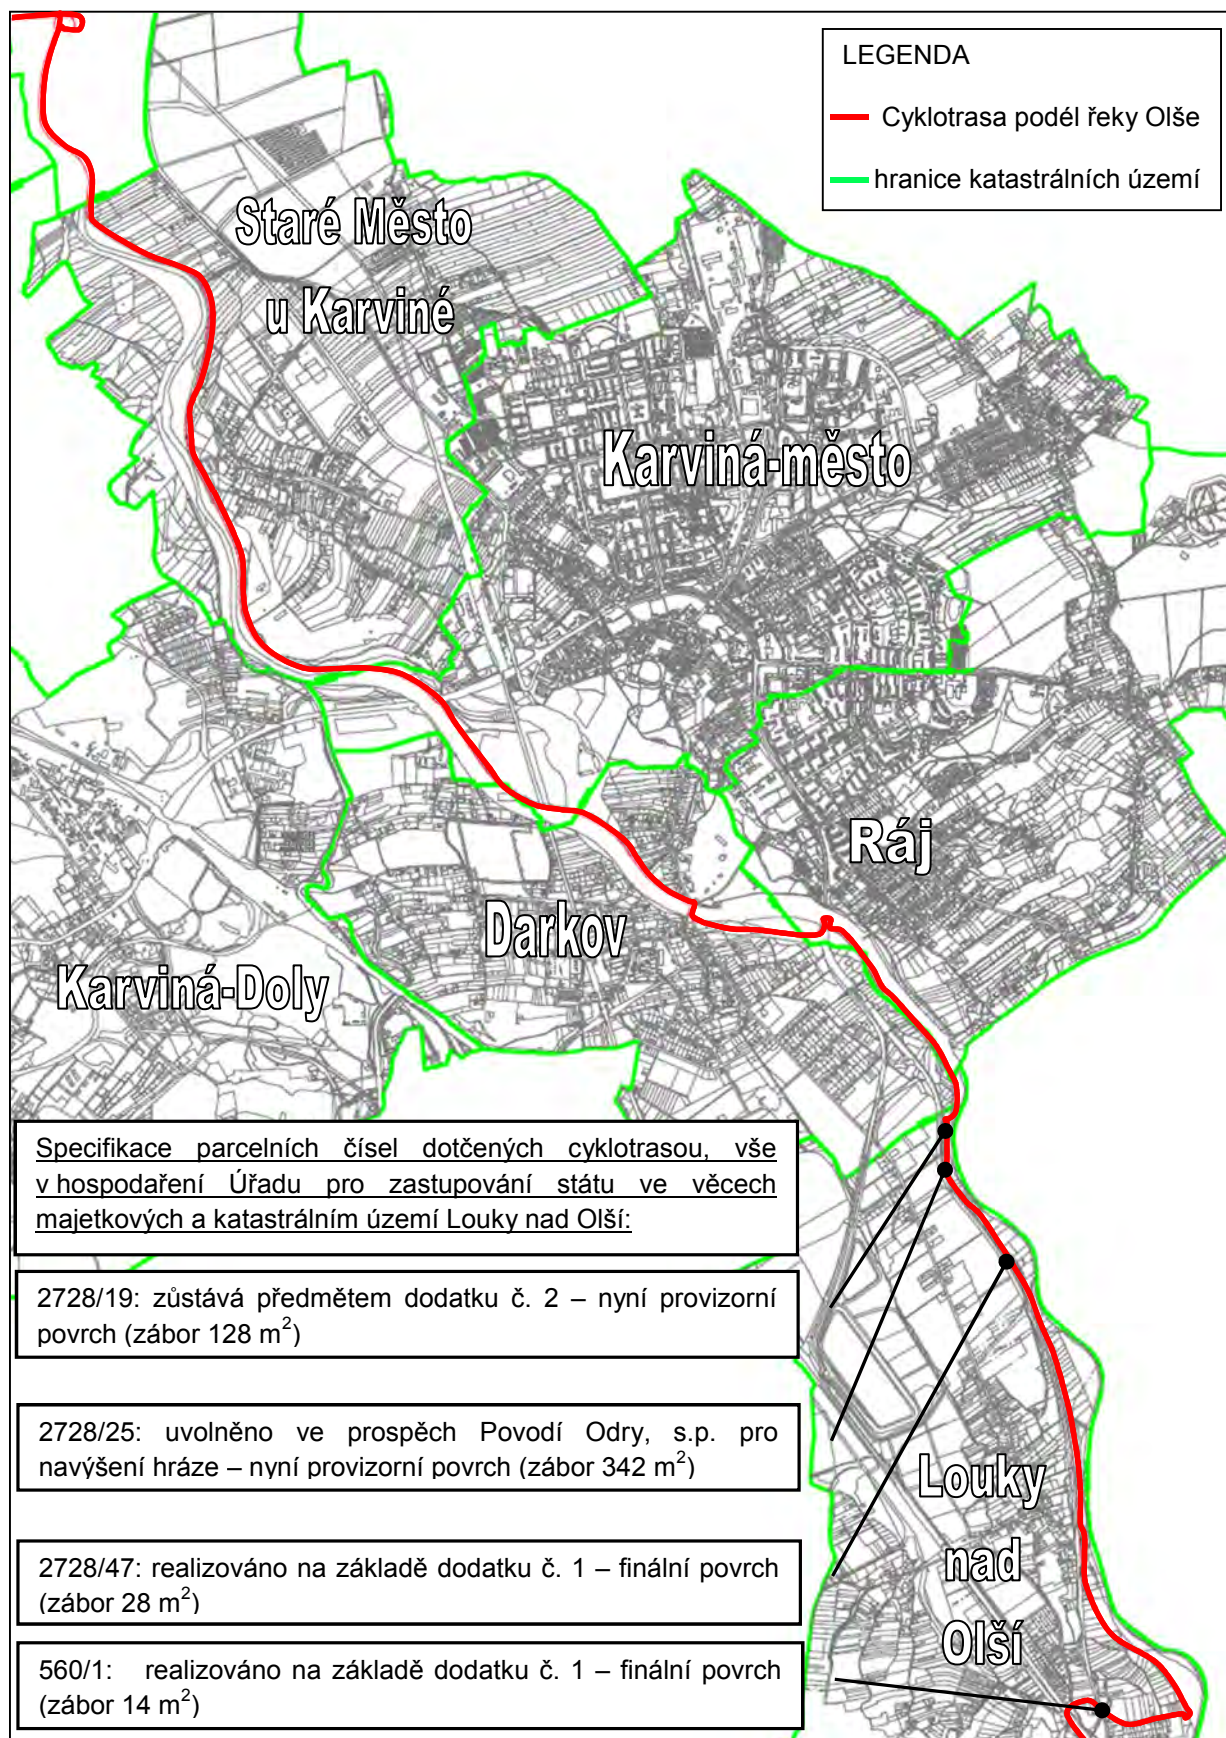 LEGENDA
Cyklotrasa podél řeky Olše
hranice katastrálních území
Staré Město
u Karviné
Karviná-město
Ráj
Darkov
Karviná-Doly
Specifikace parcelních čísel dotčených cyklotrasou, vše
v hospodaření Úřadu pro zastupování státu ve věcech
majetkových a katastrálním území Louky nad Olší:
2728/19: zůstává předmětem dodatku č. 2 – nyní provizorní
povrch (zábor 128 m²)
2728/25: uvolněno ve prospěch Povodí Odry, s.p. pro
navýšení hráze – nyní provizorní povrch (zábor 342 m²)
2728/47: realizováno na základě dodatku č. 1 – finální povrch
(zábor 28 m²)
560/1: realizováno na základě dodatku č. 1 – finální povrch
(zábor 14 m²)
Louky
nad
Olší